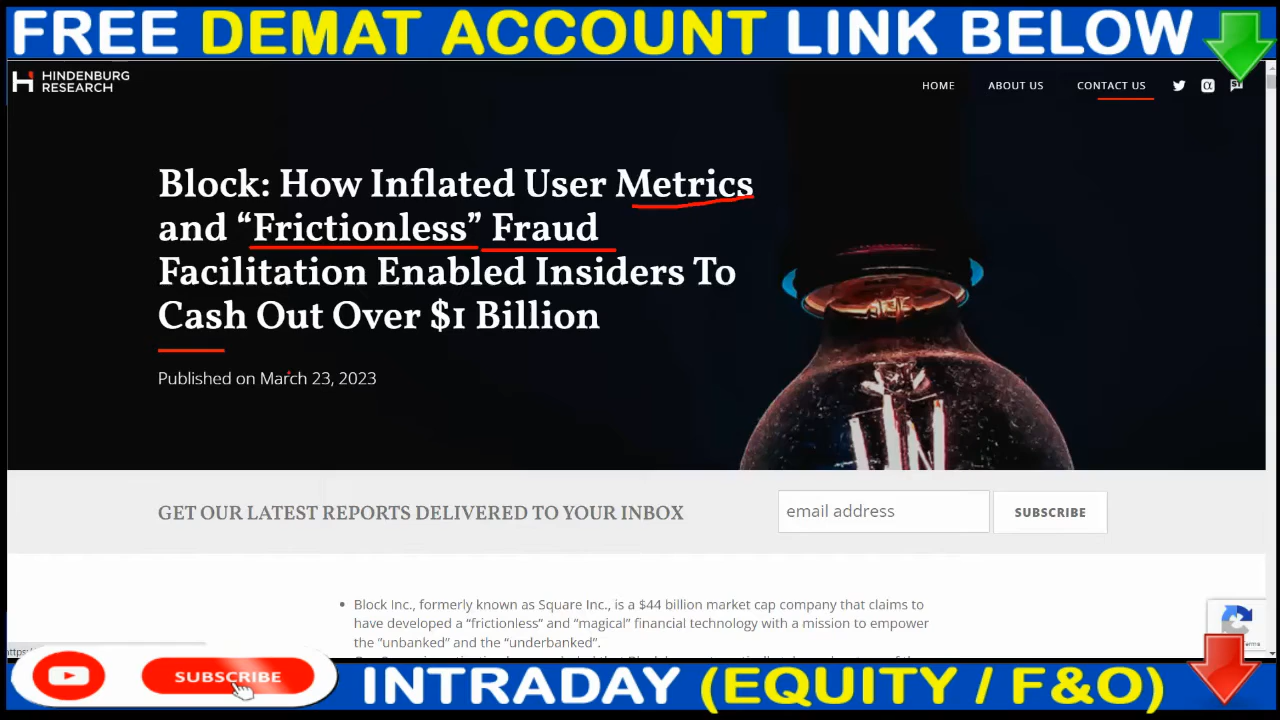 FREE DEMAT ACCOUNT LINK BELOW
HINDENBURG
RESEARCH
HOME ABOUT US CONTACT US
Block: How Inflated User Metrics
and “Frictionless” Fraud
Facilitation Enabled Insiders To
Cash Out Over $1 Billion
Published on March 23, 2023
GET OUR LATEST REPORTS DELIVERED TO YOUR INBOX
email address
SUBSCRIBE
• Block Inc., formerly known as Square Inc., is a $44 billion market cap company that claims to
have developed a “frictionless” and “magical” financial technology with a mission to empower
the “unbanked” and the “underbanked”.
SUBSCRIBE
INTRADAY (EQUITY / F&O)